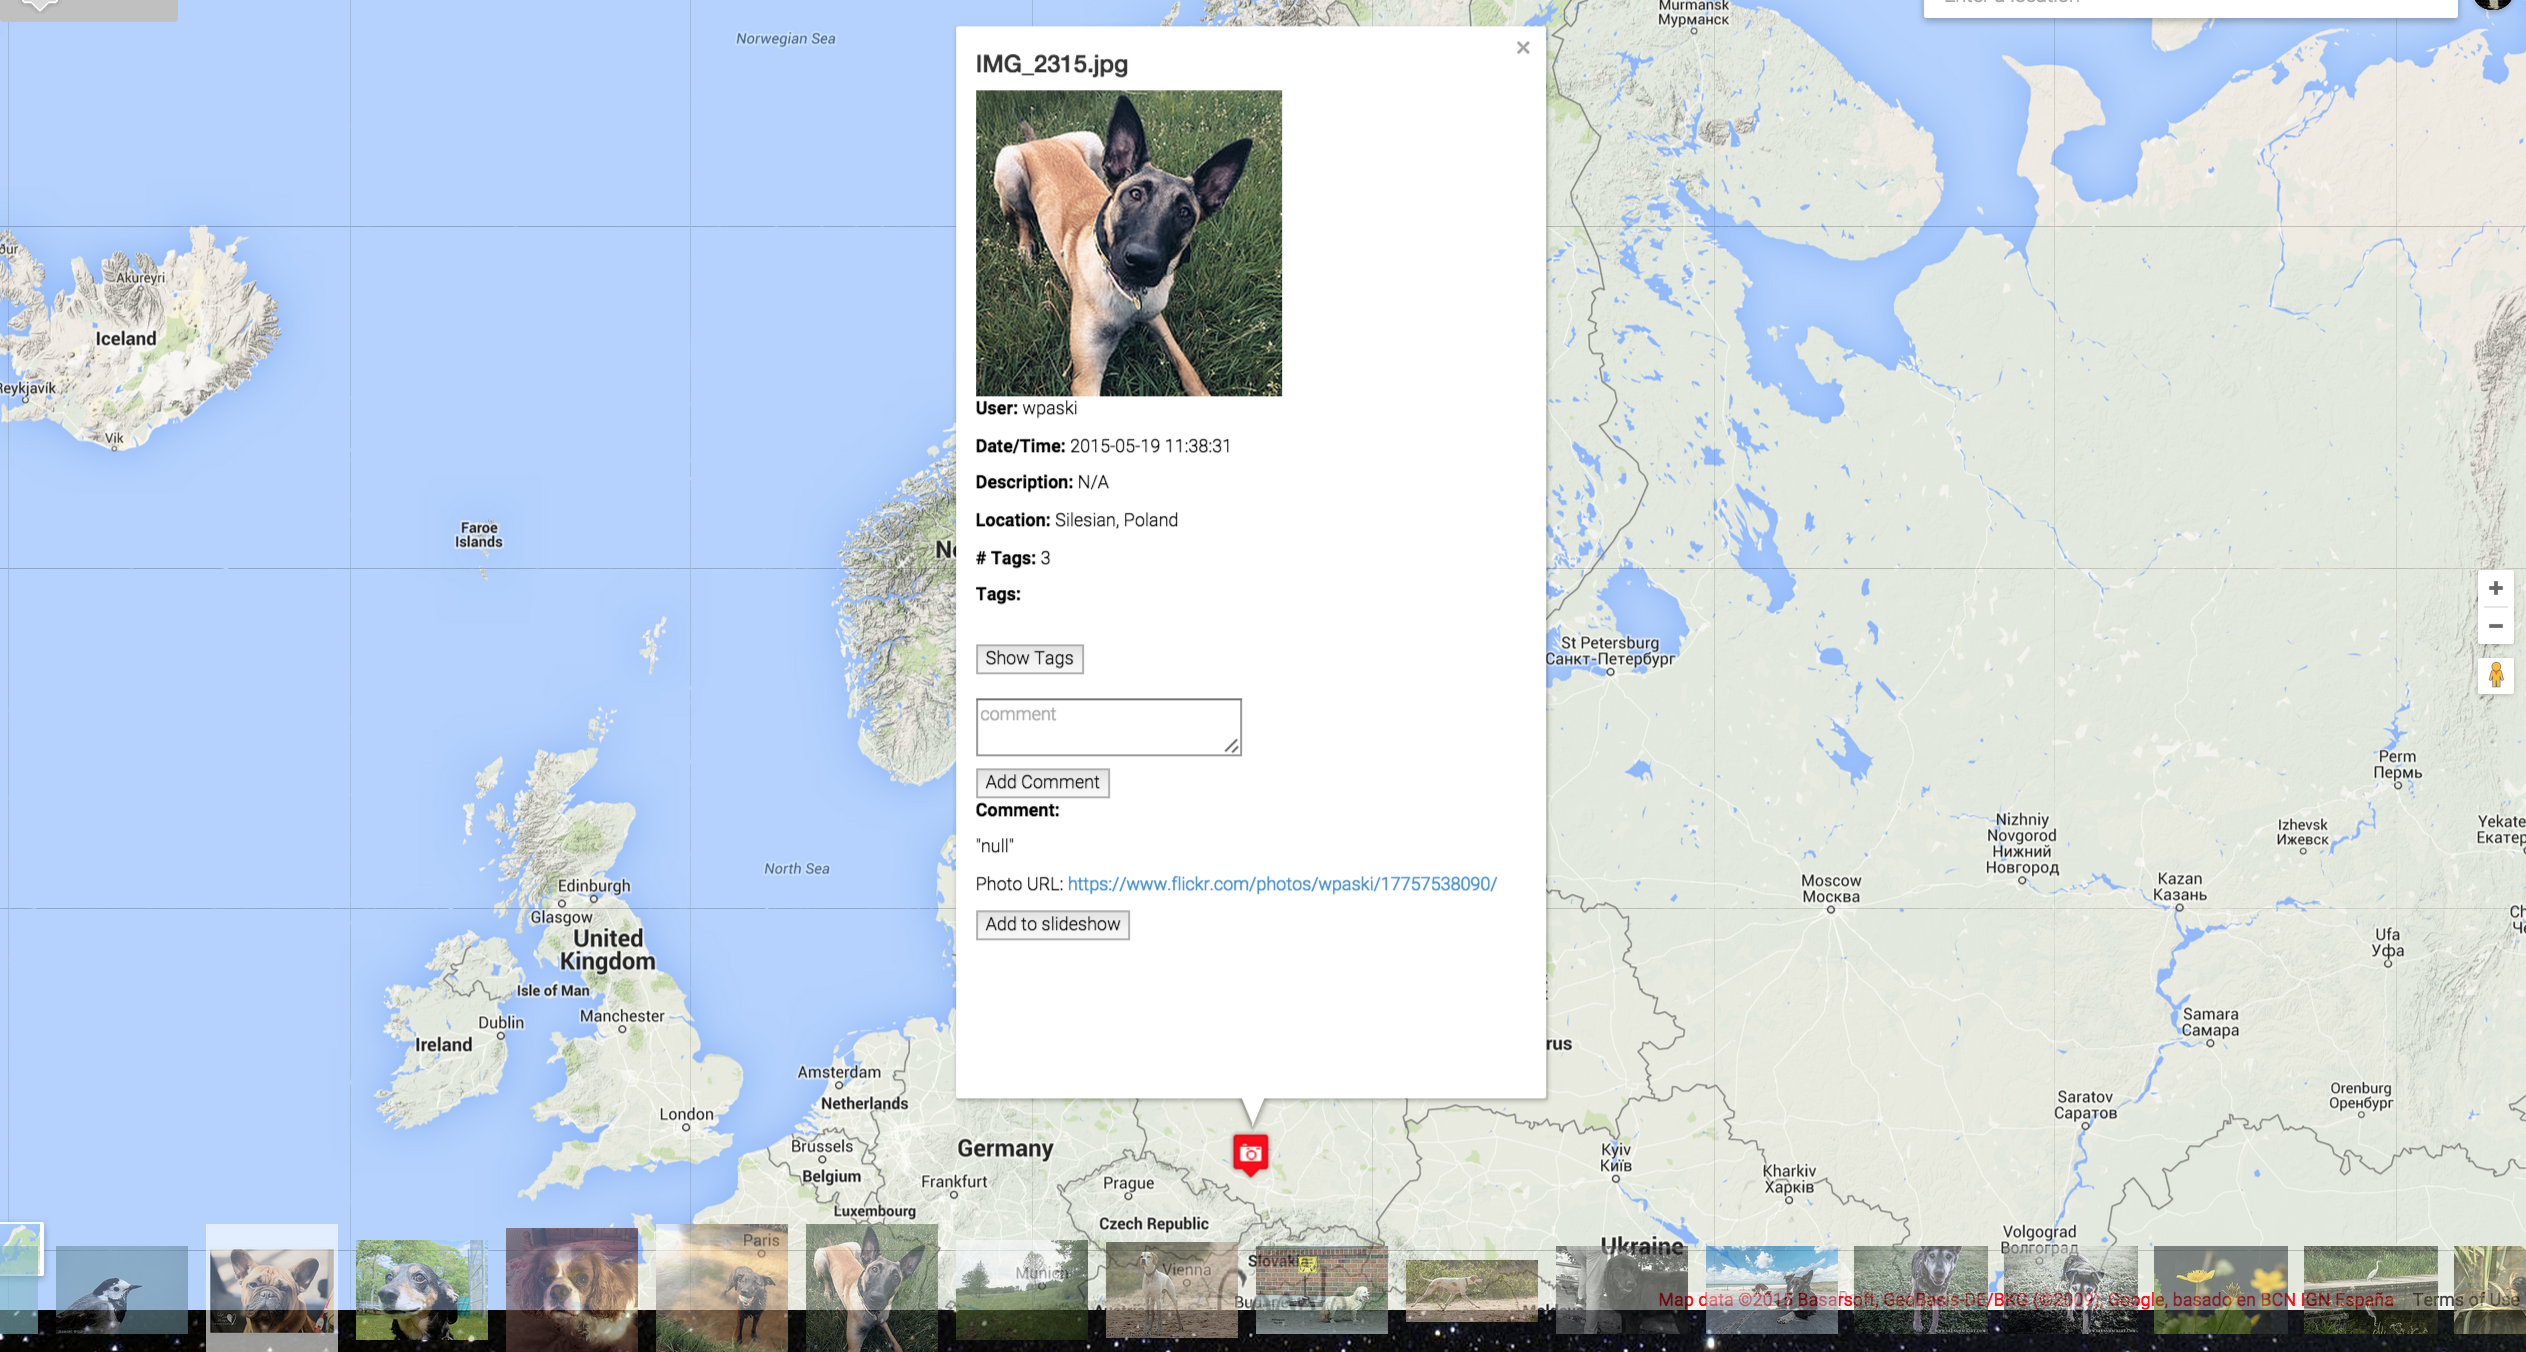 Norwegian Sea
Murmansk
Мурманск
Enter a location
Akureyri
Iceland
Reykjavík
Vik
Faroe
Islands
IMG_2315.jpg
User: wpaski
Date/Time: 2015-05-19 11:38:31
Description: N/A
Location: Silesian, Poland
# Tags: 3
Tags:
Show Tags
comment
Add Comment
Comment:
"null"
Photo URL: https://www.flickr.com/photos/wpaski/17757538090/
Add to slideshow
St Petersburg
Санкт-Петербург
North Sea
Edinburgh
Glasgow
United
Kingdom
Isle of Man
Manchester
Dublin
Ireland
London
Amsterdam
Netherlands
Brussels
Belgium
Luxembourg
Germany
Frankfurt
Prague
Czech Republic
Perm
Пермь
Nizhniy
Novgorod
Нижний
Новгород
Izhevsk
Ижевск
Moscow
Москва
Kazan
Казань
Ufa
Уфа
Samara
Самара
Saratov
Саратов
Orenburg
Оренбург
Kyiv
Київ
Kharkiv
Харків
Volgograd
Волгоград
Ukraine
Paris
Munich
Vienna
Slovakia
Map data ©2015 Basarsoft, GeoBasis-DE/BKG (©2009), Google, basado en BCN IGN España
Terms of Use